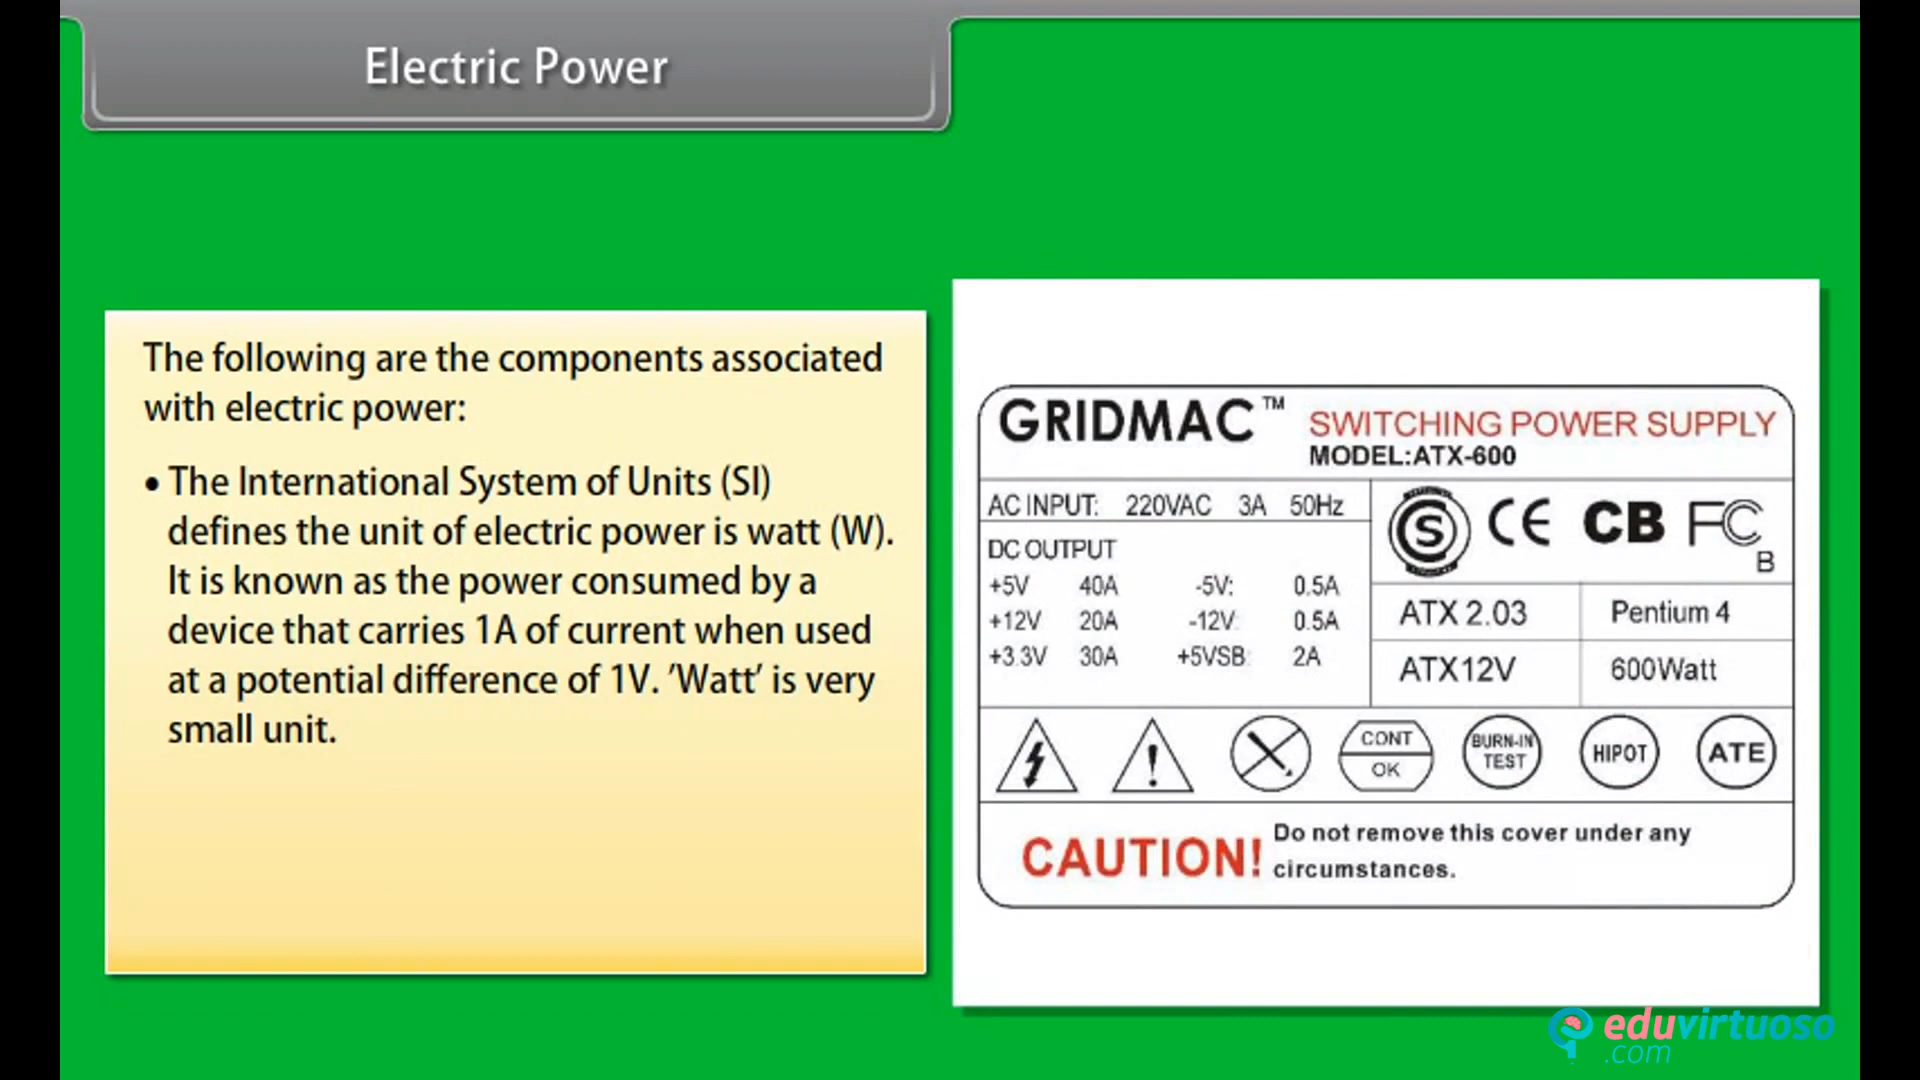 Electric Power
The following are the components associated
with electric power:
• The International System of Units (SI)
defines the unit of electric power is watt (W).
It is known as the power consumed by a
device that carries 1A of current when used
at a potential difference of 1V. ’Watt’ is very
small unit.
GRIDMAC™ SWITCHING POWER SUPPLY
MODEL:ATX-600
AC INPUT: 220VAC 3A 50Hz
DC OUTPUT
+5V 40A -5V: 0.5A
+12V 20A -12V: 0.5A
+3.3V 30A +5VSB: 2A
S CE CB FC
B
ATX 2.03 Pentium 4
ATX12V 600Watt
CONT
OK
BURN-IN
TEST
HIPOT
ATE
CAUTION! Do not remove this cover under any
circumstances.
eduvirtuoso
.com